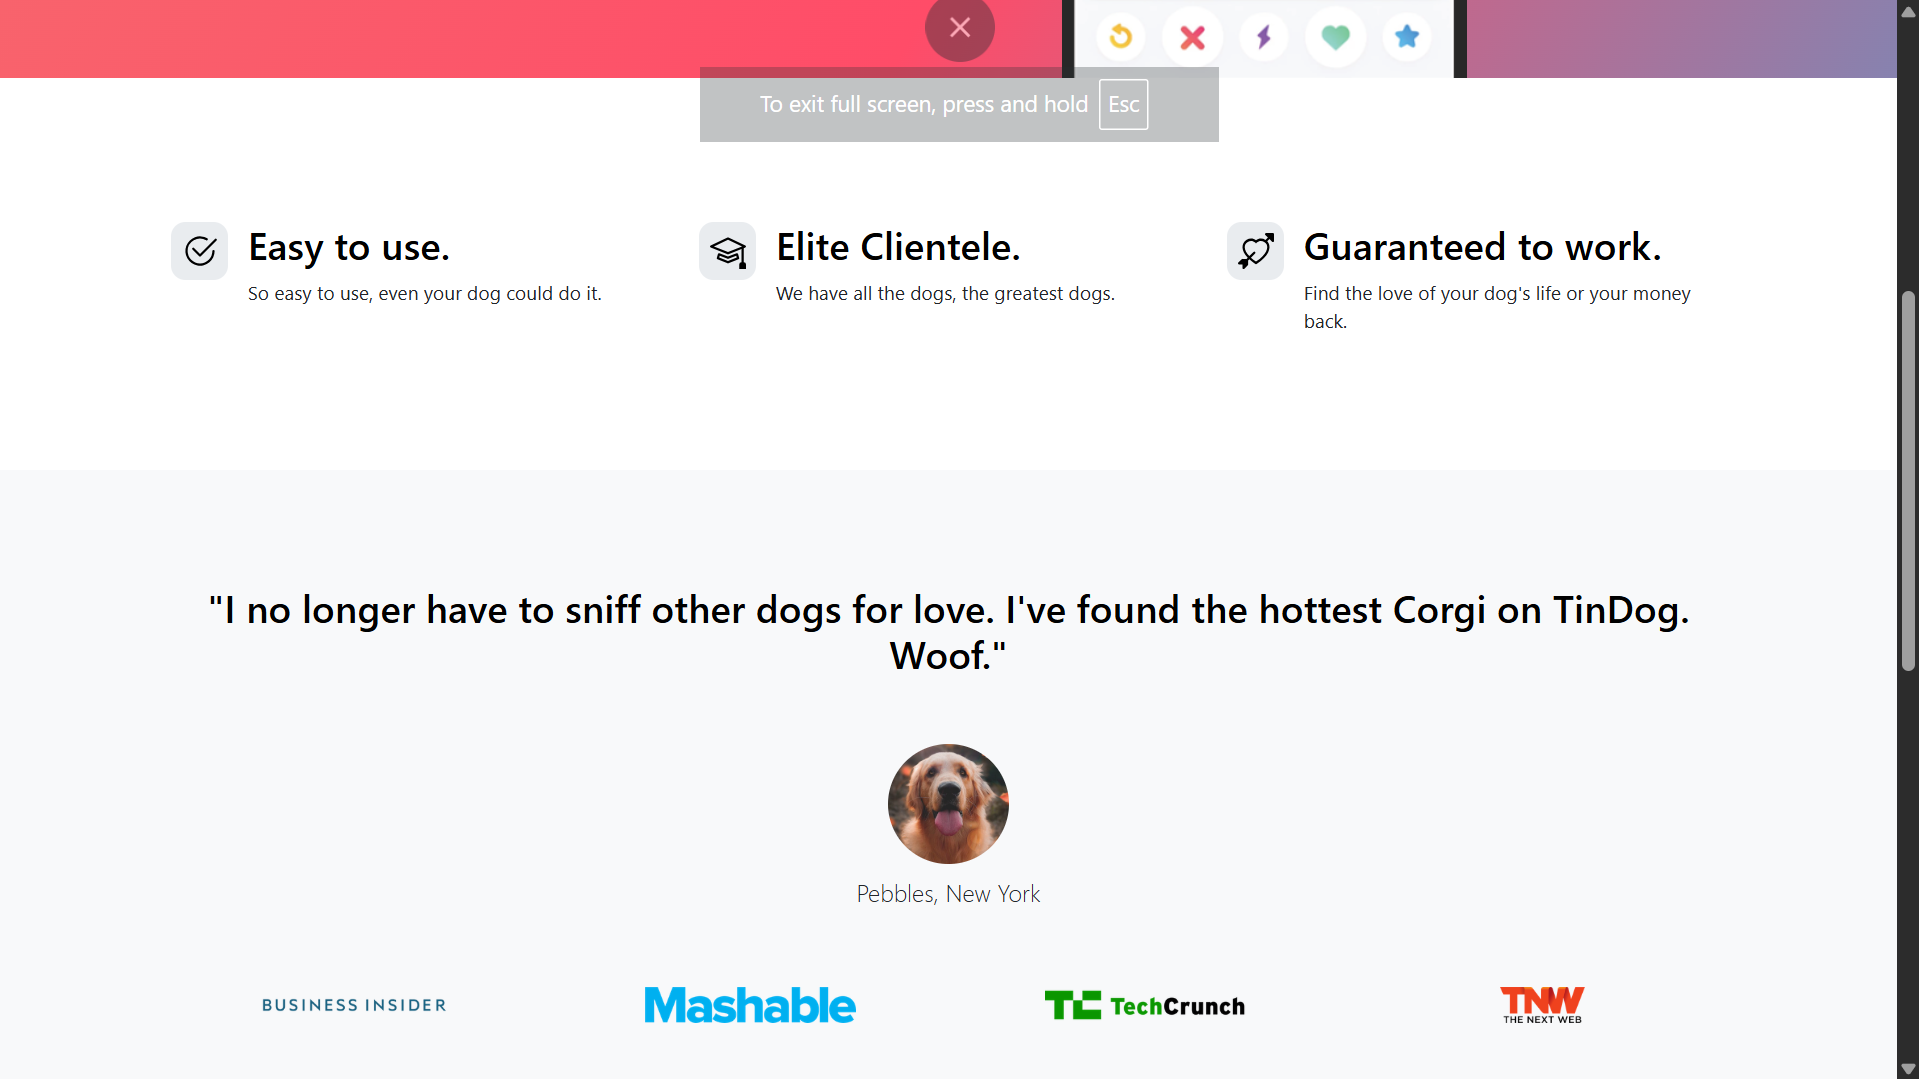 To exit full screen, press and hold Esc
Easy to use.
So easy to use, even your dog could do it.
Elite Clientele.
We have all the dogs, the greatest dogs.
Guaranteed to work.
Find the love of your dog's life or your money
back.
"I no longer have to sniff other dogs for love. I've found the hottest Corgi on TinDog.
Woof."
Pebbles, New York
BUSINESS INSIDER
Mashable
TC TechCrunch
TNW
THE NEXT WEB